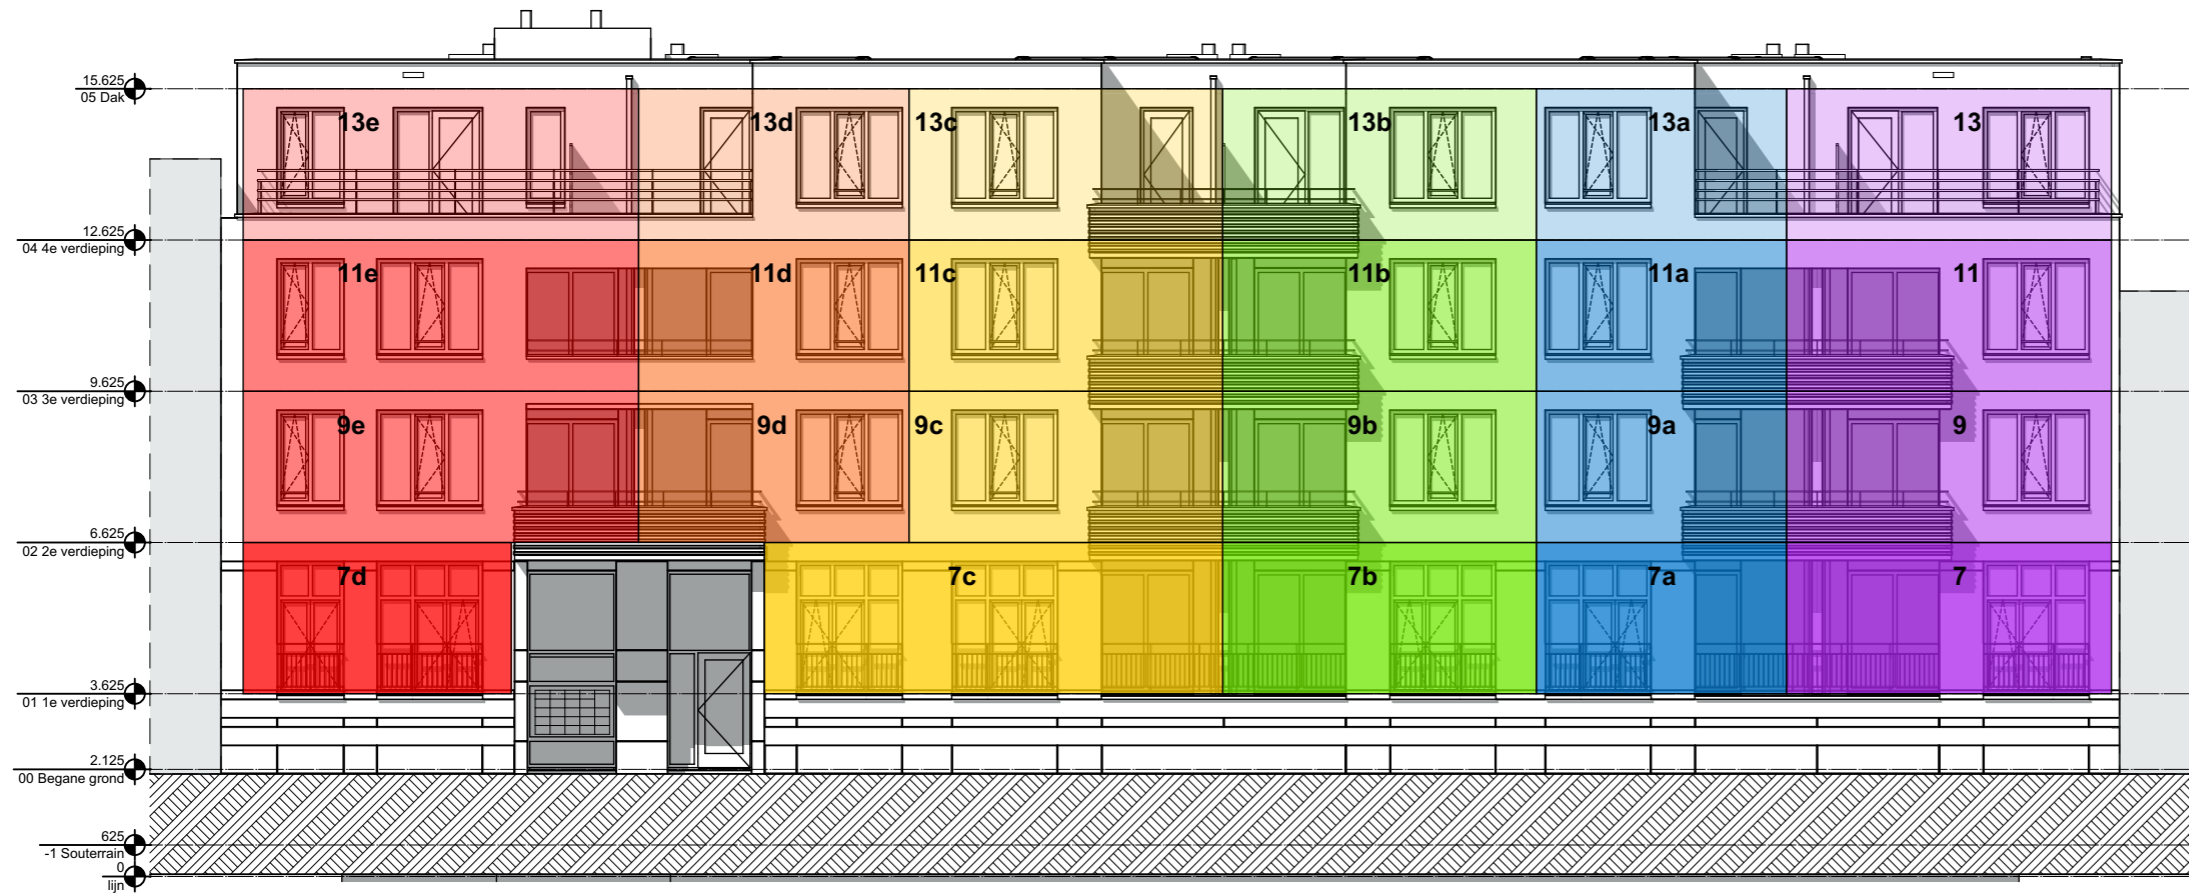 15.625
05 Dak
13e 13d 13c 13b 13a 13
12.625
04 4e verdieping
11e 11d 11c 11b 11a 11
9.625
03 3e verdieping
9e 9d 9c 9b 9a 9
6.625
02 2e verdieping
7d 7c 7b 7a 7
3.625
01 1e verdieping
2.125
00 Begane grond
625
-1 Souterrain
0
lijn